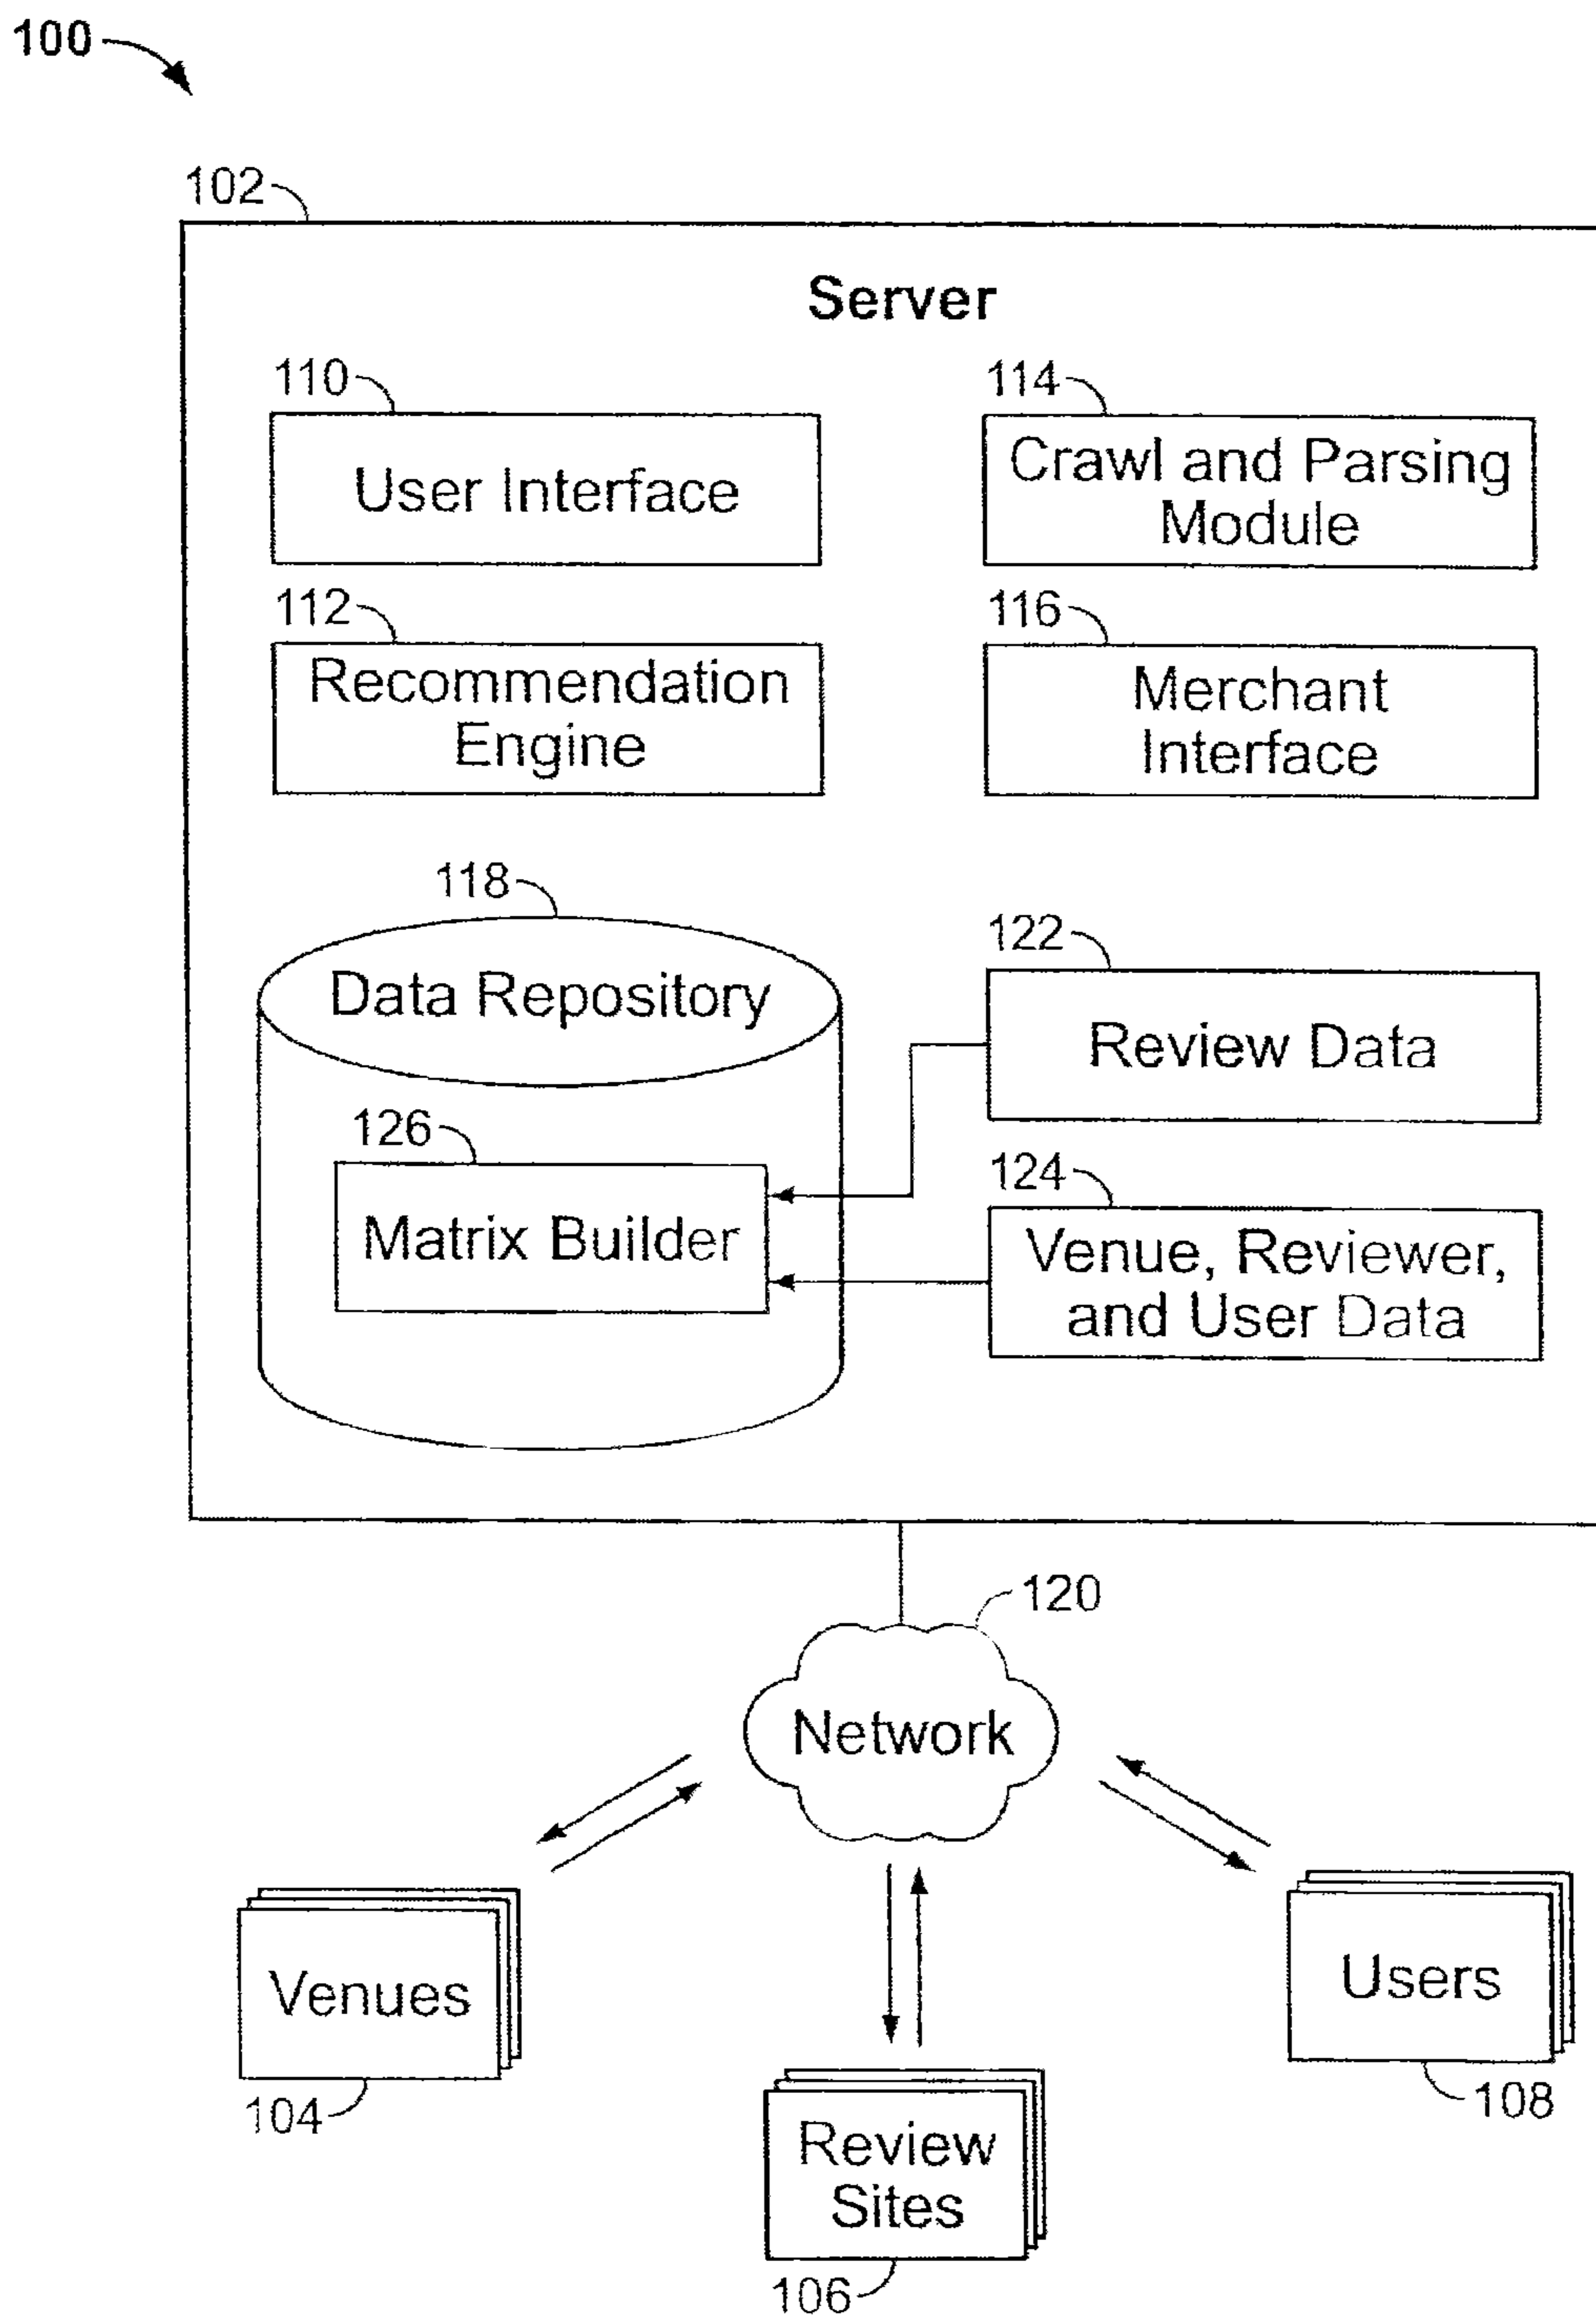 100
102
Server
110
User Interface
114
Crawl and Parsing
Module
112
Recommendation
Engine
116
Merchant
Interface
118
Data Repository
122
Review Data
126
Matrix Builder
124
Venue, Reviewer,
and User Data
120
Network
Venues
104
Review
Sites
106
Users
108